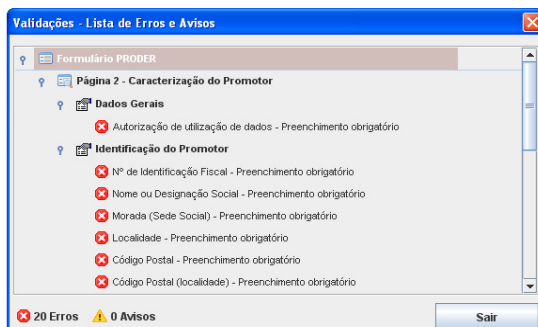 Validações - Lista de Erros e Avisos
Formulário PRODER
Página 2 - Caracterização do Promotor
Dados Gerais
Autorização de utilização de dados - Preenchimento obrigatório
Identificação do Promotor
Nº de Identificação Fiscal - Preenchimento obrigatório
Nome ou Designação Social - Preenchimento obrigatório
Morada (Sede Social) - Preenchimento obrigatório
Localidade - Preenchimento obrigatório
Código Postal - Preenchimento obrigatório
Código Postal (localidade) - Preenchimento obrigatório
20 Erros 0 Avisos Sair